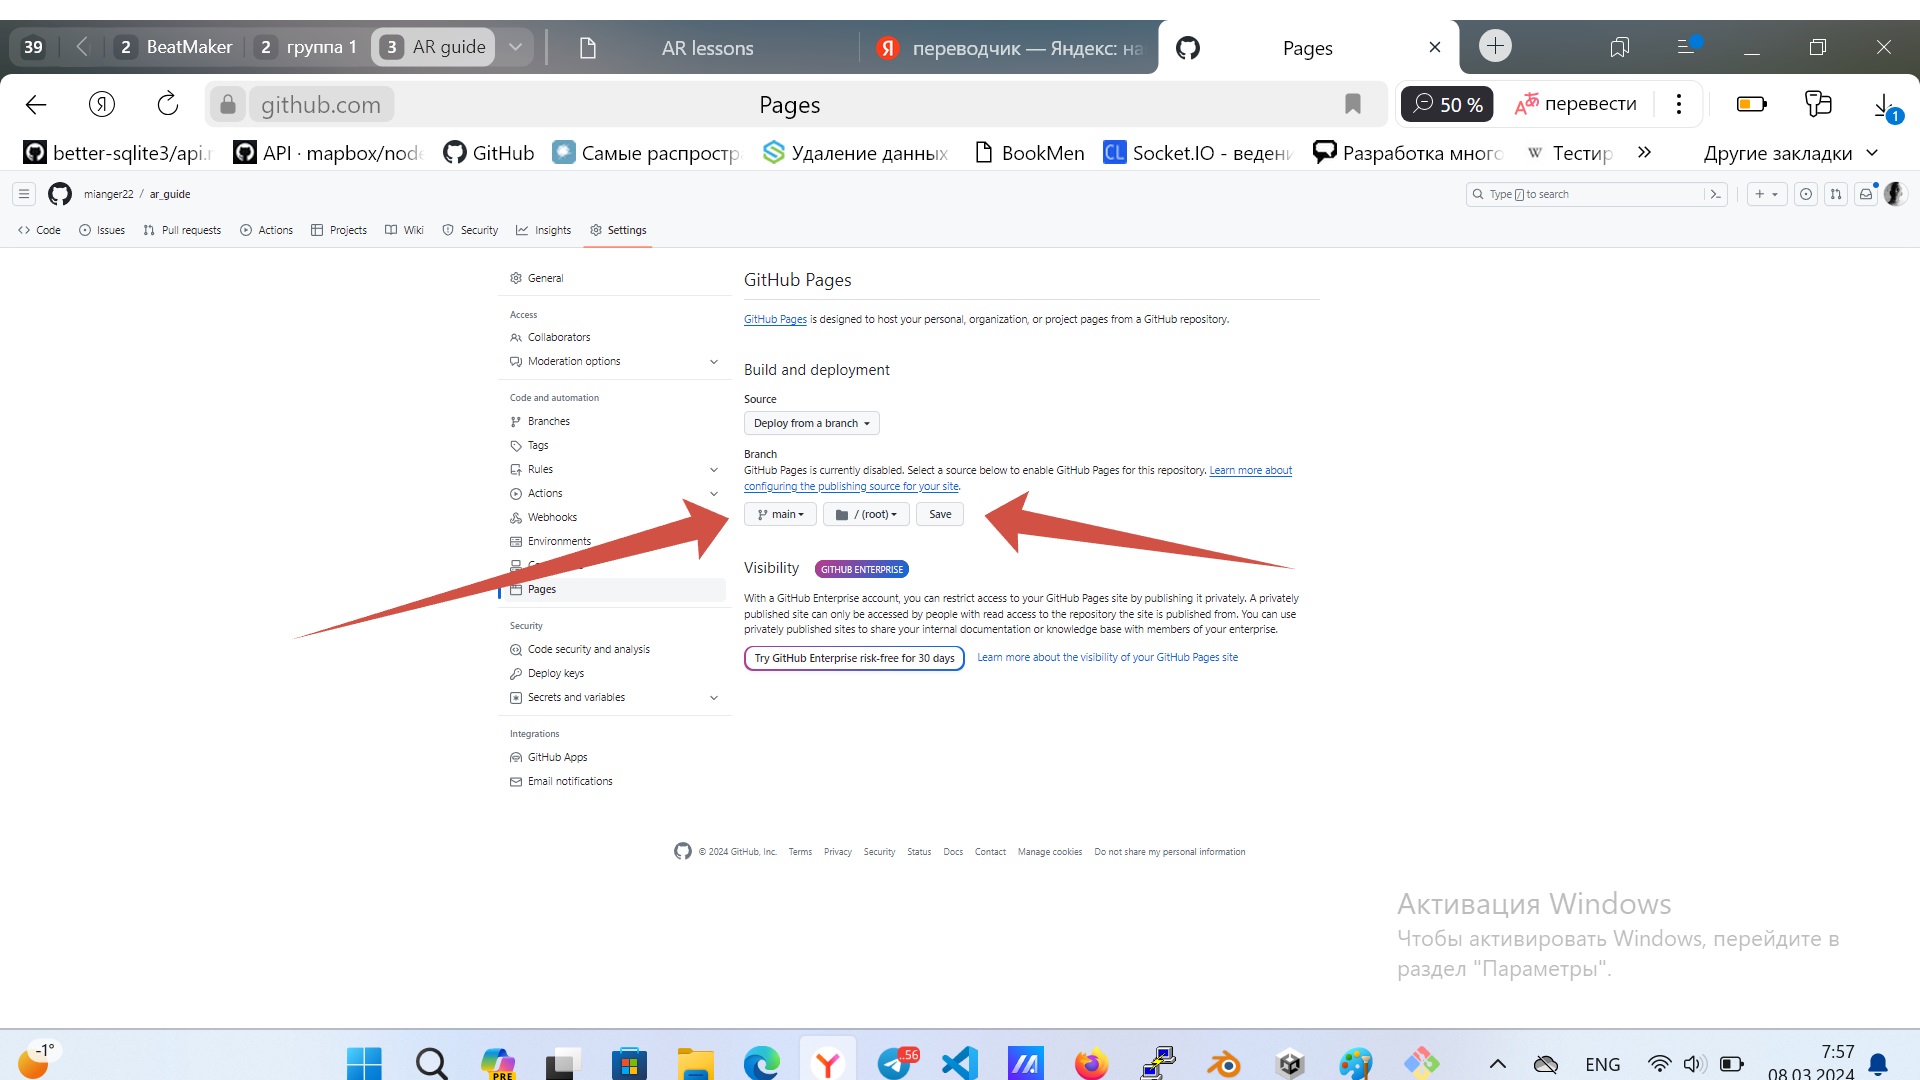 39
2 BeatMaker
2 группа 1
3 AR guide
AR lessons
Я переводчик — Яндекс: на
Pages
Я
github.com
Pages
50 %
перевести
1
better-sqlite3/api.r
API · mapbox/node
GitHub
Самые распростр
Удаление данных
BookMen
CL Socket.IO - ведени
Разработка много
W Тестир
Другие закладки
mianger22 / ar_guide
Type / to search
Code
Issues
Pull requests
Actions
Projects
Wiki
Security
Insights
Settings
General
Access
Collaborators
Moderation options
Code and automation
Branches
Tags
Rules
Actions
Webhooks
Environments
Pages
Security
Code security and analysis
Deploy keys
Secrets and variables
Integrations
GitHub Apps
Email notifications
GitHub Pages
GitHub Pages is designed to host your personal, organization, or project pages from a GitHub repository.
Build and deployment
Source
Deploy from a branch
Branch
GitHub Pages is currently disabled. Select a source below to enable GitHub Pages for this repository. Learn more about
configuring the publishing source for your site.
main
/ (root)
Save
Visibility GITHUB ENTERPRISE
With a GitHub Enterprise account, you can restrict access to your GitHub Pages site by publishing it privately. A privately
published site can only be accessed by people with read access to the repository the site is published from. You can use
privately published sites to share your internal documentation or knowledge base with members of your enterprise.
Try GitHub Enterprise risk-free for 30 days
Learn more about the visibility of your GitHub Pages site
© 2024 GitHub, Inc. Terms Privacy Security Status Docs Contact Manage cookies Do not share my personal information
Активация Windows
Чтобы активировать Windows, перейдите в
раздел "Параметры".
-1°
PRE
56
ENG
7:57
08.03.2024